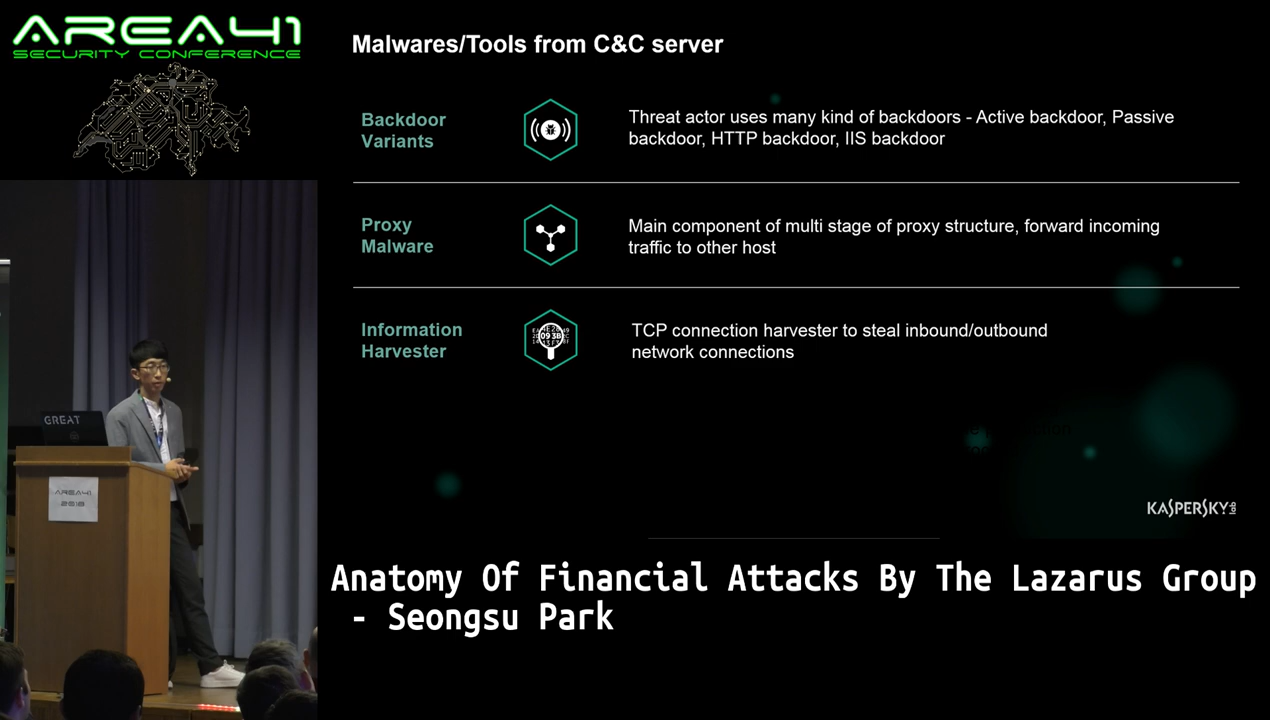 AREA41
SECURITY CONFERENCE
Malwares/Tools from C&C server
Backdoor
Variants
Threat actor uses many kind of backdoors - Active backdoor, Passive
backdoor, HTTP backdoor, IIS backdoor
Proxy
Malware
Main component of multi stage of proxy structure, forward incoming
traffic to other host
Information
Harvester
TCP connection harvester to steal inbound/outbound
network connections
GREAT
AREA41
2018
KASPERSKY lab
Anatomy Of Financial Attacks By The Lazarus Group
- Seongsu Park